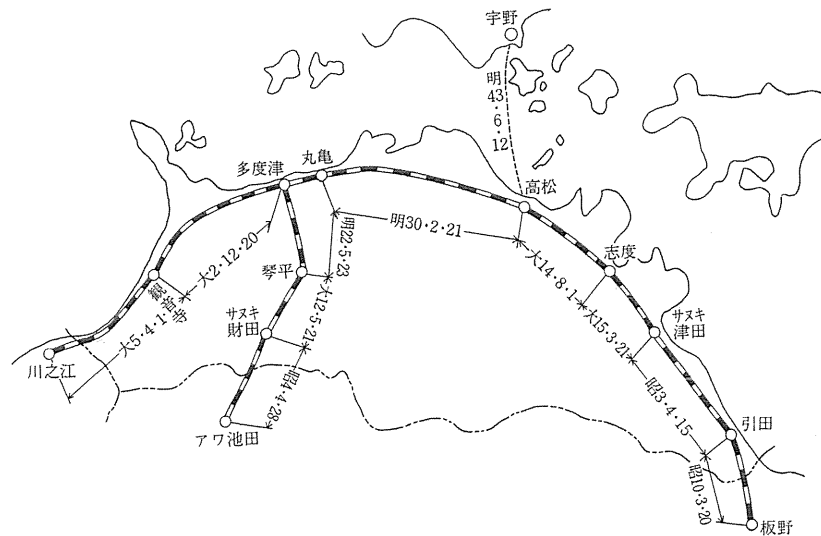 宇野
明43・6・12
丸亀
多度津
高松
明30・2・21
明22・5・23
大2・12・20
琴平
大14・8・1
志度
観音寺
大12・5・21
サヌキ
財田
大15・3・21
サヌキ
津田
大5・4・1
川之江
昭4・4・28
昭3・4・15
アワ池田
引田
昭10・3・20
板野